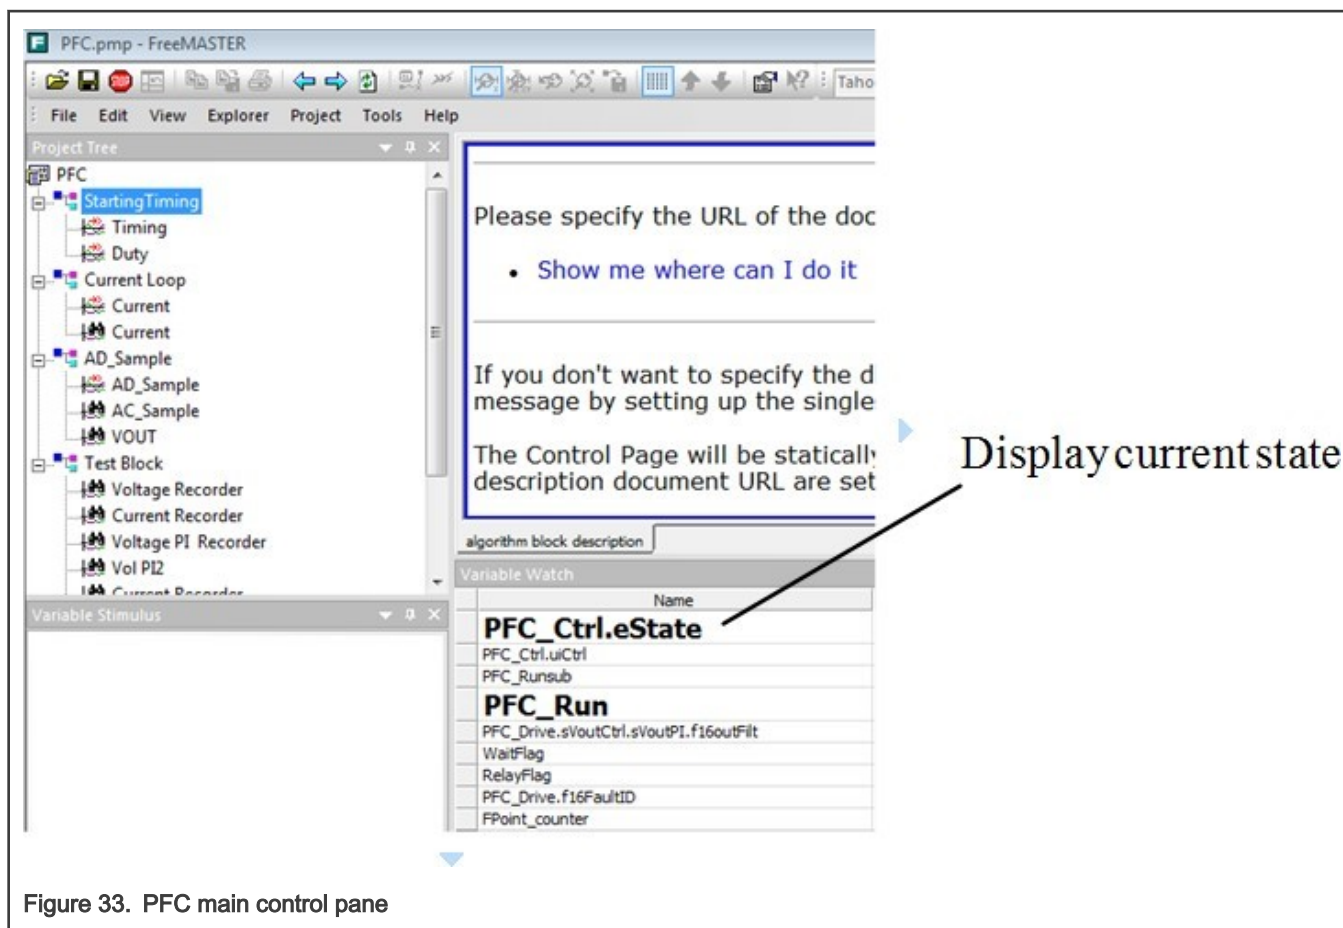 PFC.pmp - FreeMASTER
Taho
File Edit View Explorer Project Tools Help
Project Tree
PFC
StartingTiming
Timing
Duty
Current Loop
Current
Current
AD_Sample
AD_Sample
AC_Sample
VOUT
Test Block
Voltage Recorder
Current Recorder
Voltage PI Recorder
Vol PI2
Current Recorder
Variable Stimulus
Please specify the URL of the doc
• Show me where can I do it
If you don't want to specify the d
message by setting up the single
The Control Page will be statically
description document URL are set
algorithm block description
Variable Watch
Name
PFC_Ctrl.eState
PFC_Ctrl.uiCtrl
PFC_Runsub
PFC_Run
PFC_Drive.sVoutCtrl.sVoutPI.f16outFilt
WaitFlag
RelayFlag
PFC_Drive.f16FaultID
FPoint_counter
Display current state
Figure 33. PFC main control pane